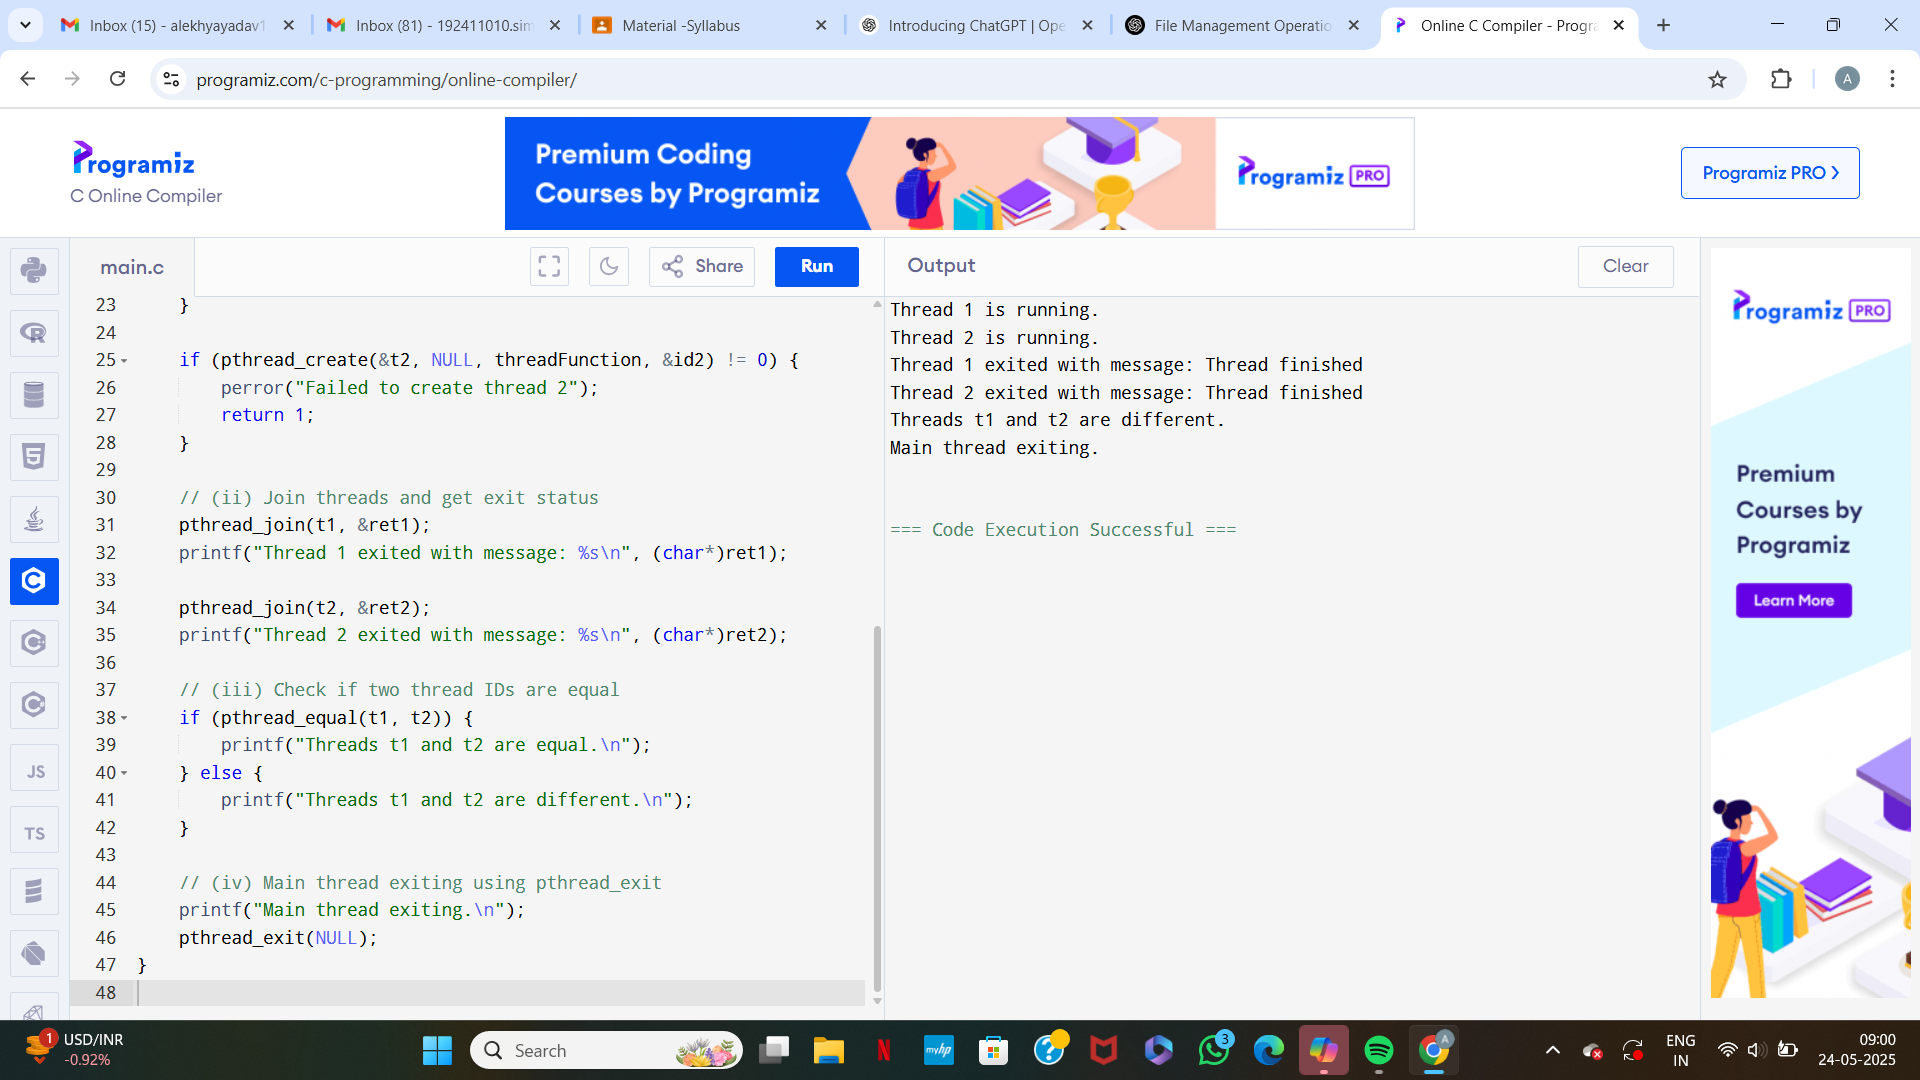 Inbox (15) - alekhyayadav1
Inbox (81) - 192411010.sim
Material -Syllabus
Introducing ChatGPT | Ope
File Management Operatio
Online C Compiler - Progra
programiz.com/c-programming/online-compiler/
A
Programiz
C Online Compiler
Premium Coding
Courses by Programiz
Programiz PRO
Programiz PRO ›
main.c
Share
Run
Output
Clear
23 }
24
25 if (pthread_create(&t2, NULL, threadFunction, &id2) != 0) {
26 perror("Failed to create thread 2");
27 return 1;
28 }
29
30 // (ii) Join threads and get exit status
31 pthread_join(t1, &ret1);
32 printf("Thread 1 exited with message: %s\n", (char*)ret1);
33
34 pthread_join(t2, &ret2);
35 printf("Thread 2 exited with message: %s\n", (char*)ret2);
36
37 // (iii) Check if two thread IDs are equal
38 if (pthread_equal(t1, t2)) {
39 printf("Threads t1 and t2 are equal.\n");
40 } else {
41 printf("Threads t1 and t2 are different.\n");
42 }
43
44 // (iv) Main thread exiting using pthread_exit
45 printf("Main thread exiting.\n");
46 pthread_exit(NULL);
47 }
48
Thread 1 is running.
Thread 2 is running.
Thread 1 exited with message: Thread finished
Thread 2 exited with message: Thread finished
Threads t1 and t2 are different.
Main thread exiting.
=== Code Execution Successful ===
Programiz PRO
Premium
Courses by
Programiz
Learn More
JS
TS
1
USD/INR
-0.92%
Search
myhp
3
A
ENG
IN
09:00
24-05-2025